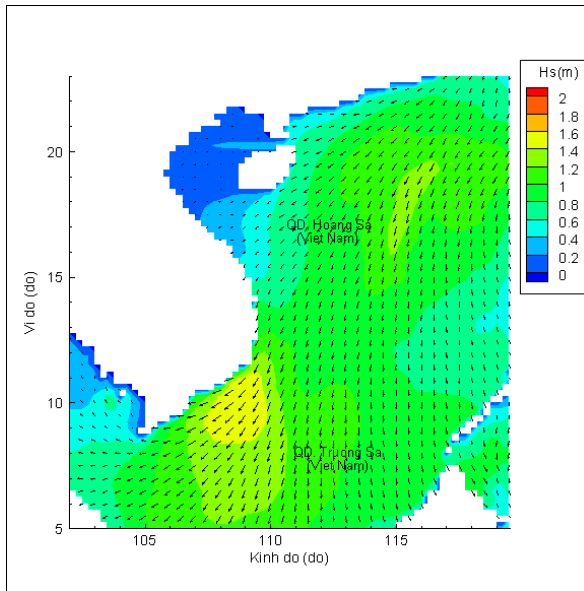 Hs(m)
2
1.8
1.6
1.4
1.2
1
0.8
0.6
0.4
0.2
0
20
15
10
5
Vi do (do)
QD. Hoang Sa
(Viet Nam)
QD. Truong Sa
(Viet Nam)
105
110
115
Kinh do (do)